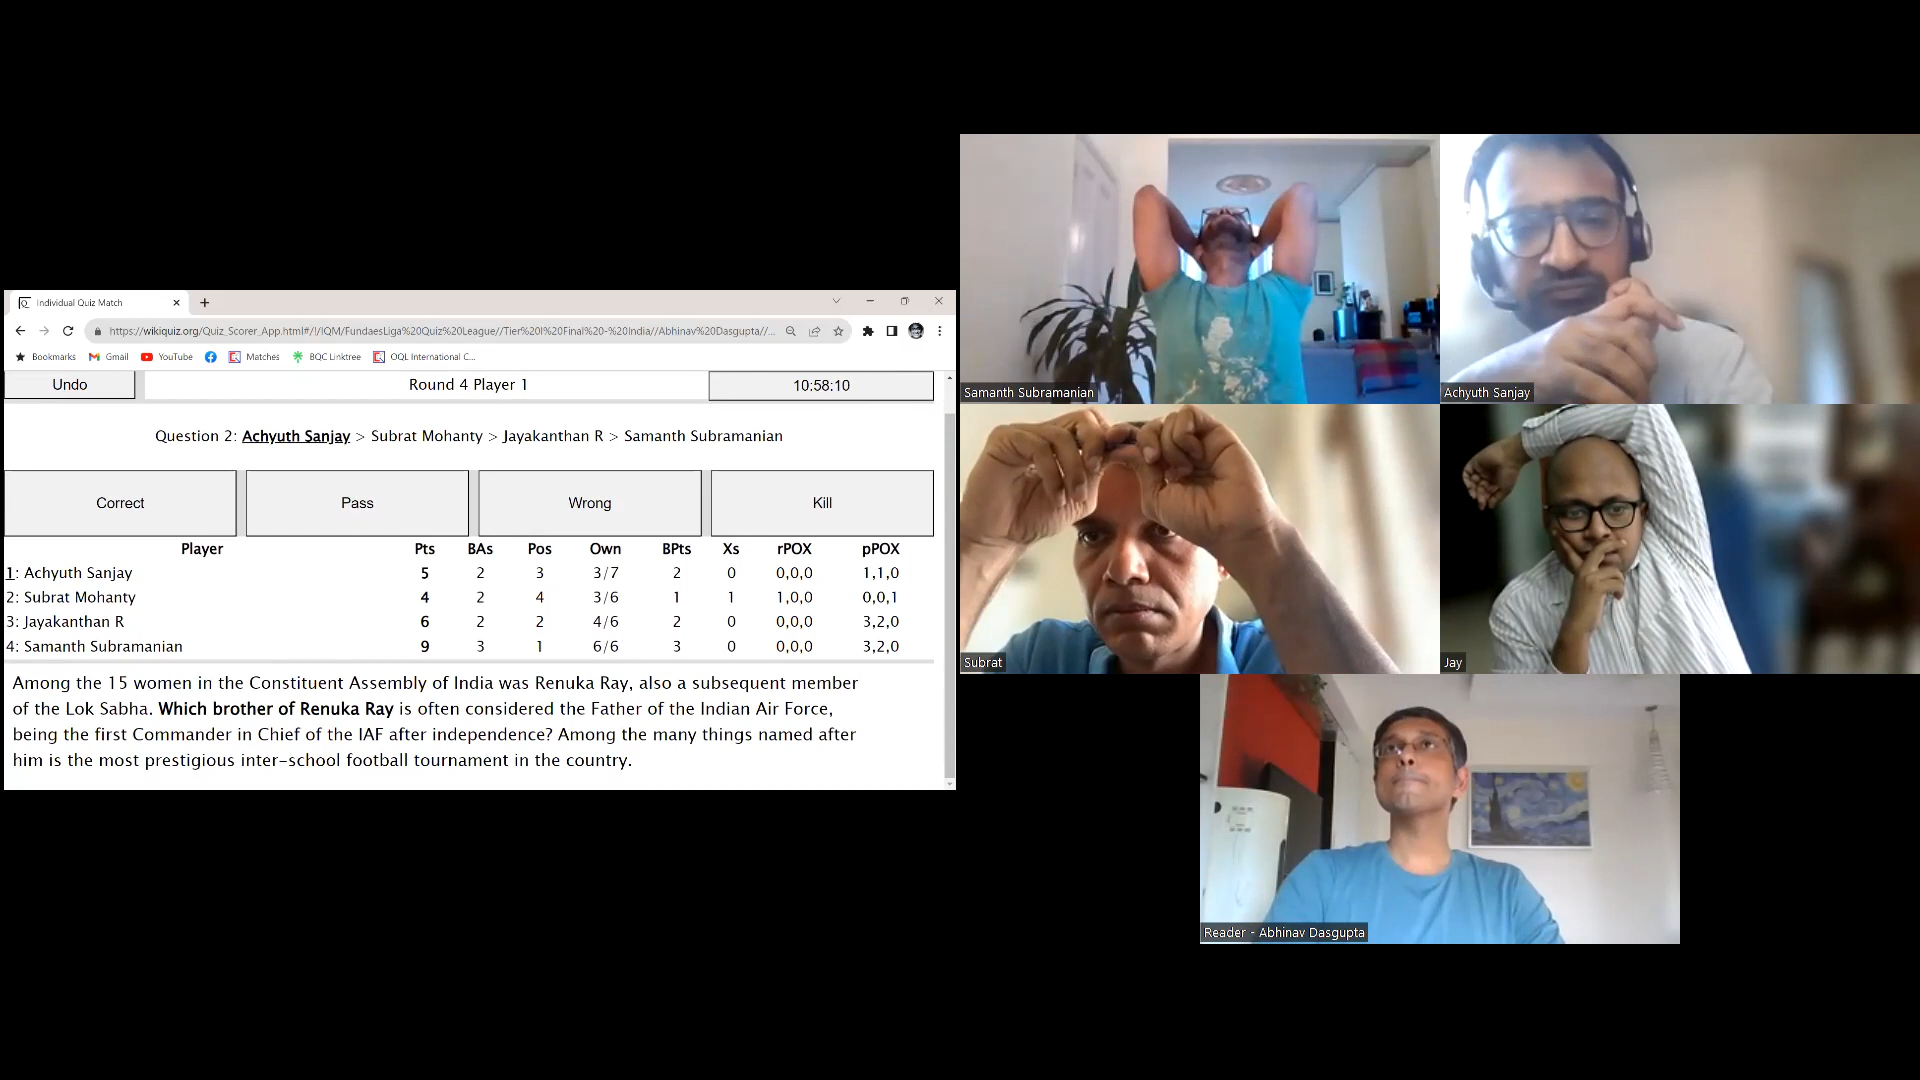 Individual Quiz Match
https://wikiquiz.org/Quiz_Scorer_App.html#/!/IQM/FundaesLiga%20Quiz%20League//Tier%20I%20Final%20-%20India//Abhinav%20Dasgupta//...
Bookmarks Gmail YouTube Matches BQC Linktree OQL International C...
Undo Round 4 Player 1 10:58:10
Question 2: Achyuth Sanjay > Subrat Mohanty > Jayakanthan R > Samanth Subramanian
Correct Pass Wrong Kill
Player Pts BAs Pos Own BPts Xs rPOX pPOX
1: Achyuth Sanjay 5 2 3 3/7 2 0 0,0,0 1,1,0
2: Subrat Mohanty 4 2 4 3/6 1 1 1,0,0 0,0,1
3: Jayakanthan R 6 2 2 4/6 2 0 0,0,0 3,2,0
4: Samanth Subramanian 9 3 1 6/6 3 0 0,0,0 3,2,0
Among the 15 women in the Constituent Assembly of India was Renuka Ray, also a subsequent member
of the Lok Sabha. Which brother of Renuka Ray is often considered the Father of the Indian Air Force,
being the first Commander in Chief of the IAF after independence? Among the many things named after
him is the most prestigious inter-school football tournament in the country.
Samanth Subramanian
Achyuth Sanjay
Subrat
Jay
Reader - Abhinav Dasgupta